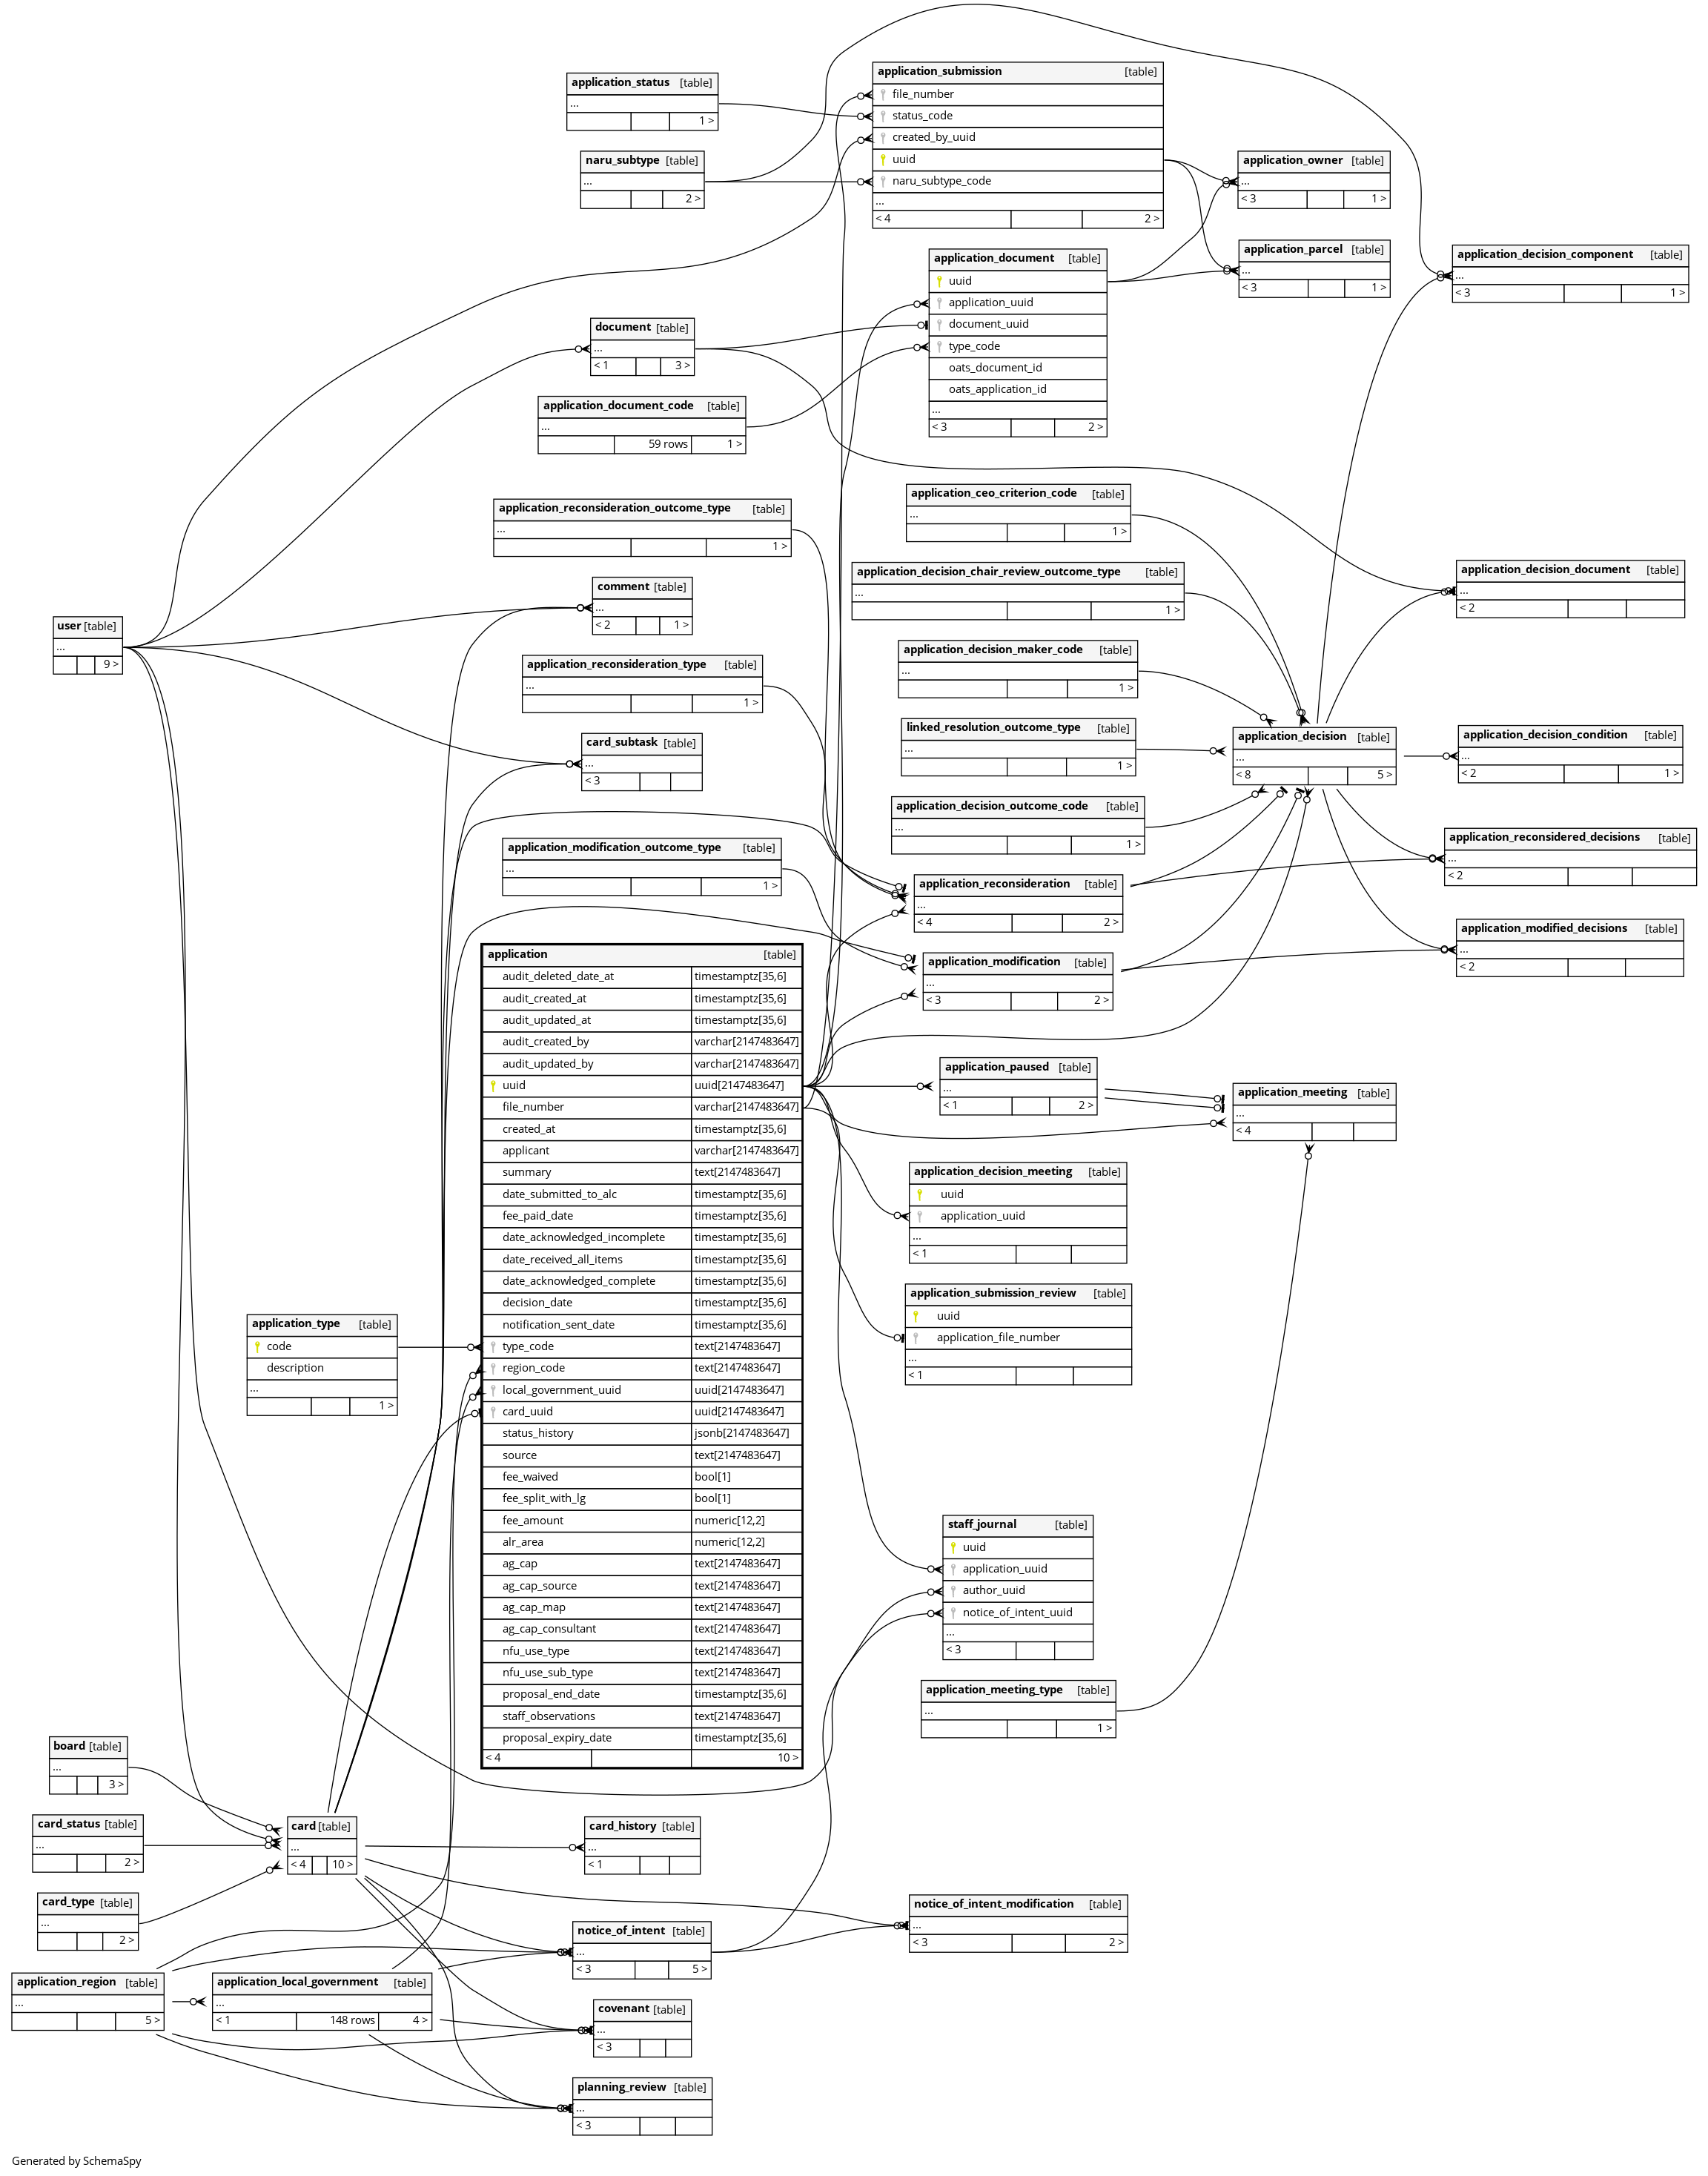 application_status [table]
...
1 >
naru_subtype [table]
...
2 >
application_submission [table]
file_number
status_code
created_by_uuid
uuid
naru_subtype_code
...
< 4 2 >
application_owner [table]
...
< 3 1 >
application_parcel [table]
...
< 3 1 >
application_decision_component [table]
...
< 3 1 >
application_document [table]
uuid
application_uuid
document_uuid
type_code
oats_document_id
oats_application_id
...
< 3 2 >
document [table]
...
< 1 3 >
application_document_code [table]
...
59 rows 1 >
application_reconsideration_outcome_type [table]
...
1 >
application_ceo_criterion_code [table]
...
1 >
application_decision_chair_review_outcome_type [table]
...
1 >
application_decision_document [table]
...
< 2
comment [table]
...
< 2 1 >
user [table]
...
9 >
application_reconsideration_type [table]
...
1 >
application_decision_maker_code [table]
...
1 >
card_subtask [table]
...
< 3
linked_resolution_outcome_type [table]
...
1 >
application_decision [table]
...
< 8 5 >
application_decision_condition [table]
...
< 2 1 >
application_decision_outcome_code [table]
...
1 >
application_modification_outcome_type [table]
...
1 >
application_reconsidered_decisions [table]
...
< 2
application_reconsideration [table]
...
< 4 2 >
application_modified_decisions [table]
...
< 2
application_modification [table]
...
< 3 2 >
application [table]
audit_deleted_date_at timestamptz[35,6]
audit_created_at timestamptz[35,6]
audit_updated_at timestamptz[35,6]
audit_created_by varchar[2147483647]
audit_updated_by varchar[2147483647]
uuid uuid[2147483647]
file_number varchar[2147483647]
created_at timestamptz[35,6]
applicant varchar[2147483647]
summary text[2147483647]
date_submitted_to_alc timestamptz[35,6]
fee_paid_date timestamptz[35,6]
date_acknowledged_incomplete timestamptz[35,6]
date_received_all_items timestamptz[35,6]
date_acknowledged_complete timestamptz[35,6]
decision_date timestamptz[35,6]
notification_sent_date timestamptz[35,6]
type_code text[2147483647]
region_code text[2147483647]
local_government_uuid uuid[2147483647]
card_uuid uuid[2147483647]
status_history jsonb[2147483647]
source text[2147483647]
fee_waived bool[1]
fee_split_with_lg bool[1]
fee_amount numeric[12,2]
alr_area numeric[12,2]
ag_cap text[2147483647]
ag_cap_source text[2147483647]
ag_cap_map text[2147483647]
ag_cap_consultant text[2147483647]
nfu_use_type text[2147483647]
nfu_use_sub_type text[2147483647]
proposal_end_date timestamptz[35,6]
staff_observations text[2147483647]
proposal_expiry_date timestamptz[35,6]
< 4 10 >
application_paused [table]
...
< 1 2 >
application_meeting [table]
...
< 4
application_decision_meeting [table]
uuid
application_uuid
...
< 1
application_submission_review [table]
uuid
application_file_number
...
< 1
application_type [table]
code
description
...
1 >
staff_journal [table]
uuid
application_uuid
author_uuid
notice_of_intent_uuid
...
< 3
application_meeting_type [table]
...
1 >
board [table]
...
3 >
card_status [table]
...
2 >
card [table]
...
< 4 10 >
card_history [table]
...
< 1
card_type [table]
...
2 >
notice_of_intent_modification [table]
...
< 3 2 >
notice_of_intent [table]
...
< 3 5 >
application_region [table]
...
5 >
application_local_government [table]
...
< 1 148 rows 4 >
covenant [table]
...
< 3
planning_review [table]
...
< 3
Generated by SchemaSpy